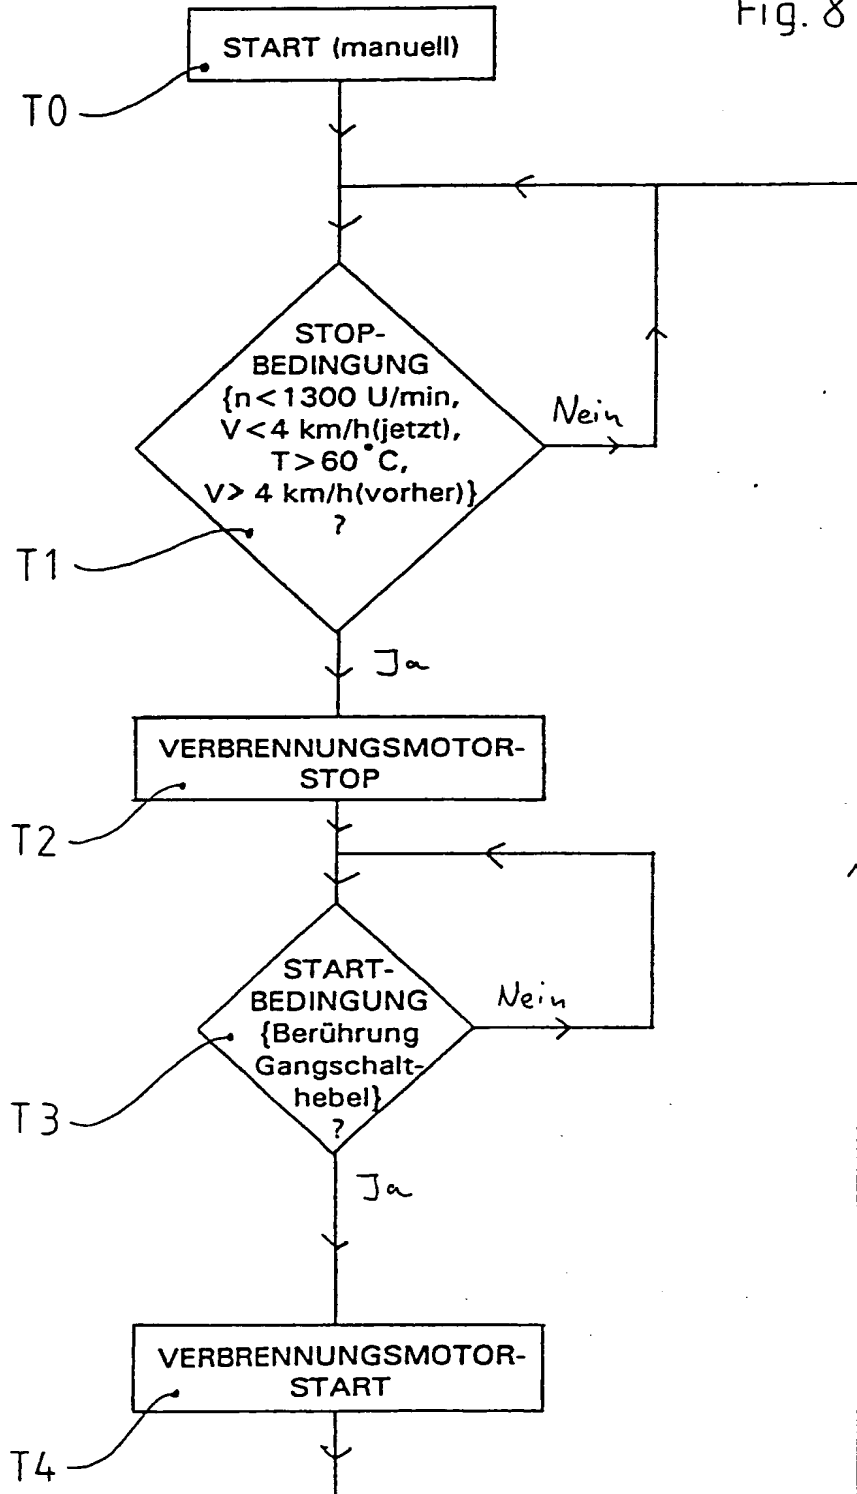 Fig. 8
START (manuell)
T0
STOP-
BEDINGUNG
{n<1300 U/min,
V<4 km/h(jetzt),
T>60°C,
V> 4 km/h(vorher)}
?
Nein
T1
Ja
VERBRENNUNGSMOTOR-
STOP
T2
START-
BEDINGUNG
{Berührung
Gangschalt-
hebel}
?
Nein
T3
Ja
VERBRENNUNGSMOTOR-
START
T4